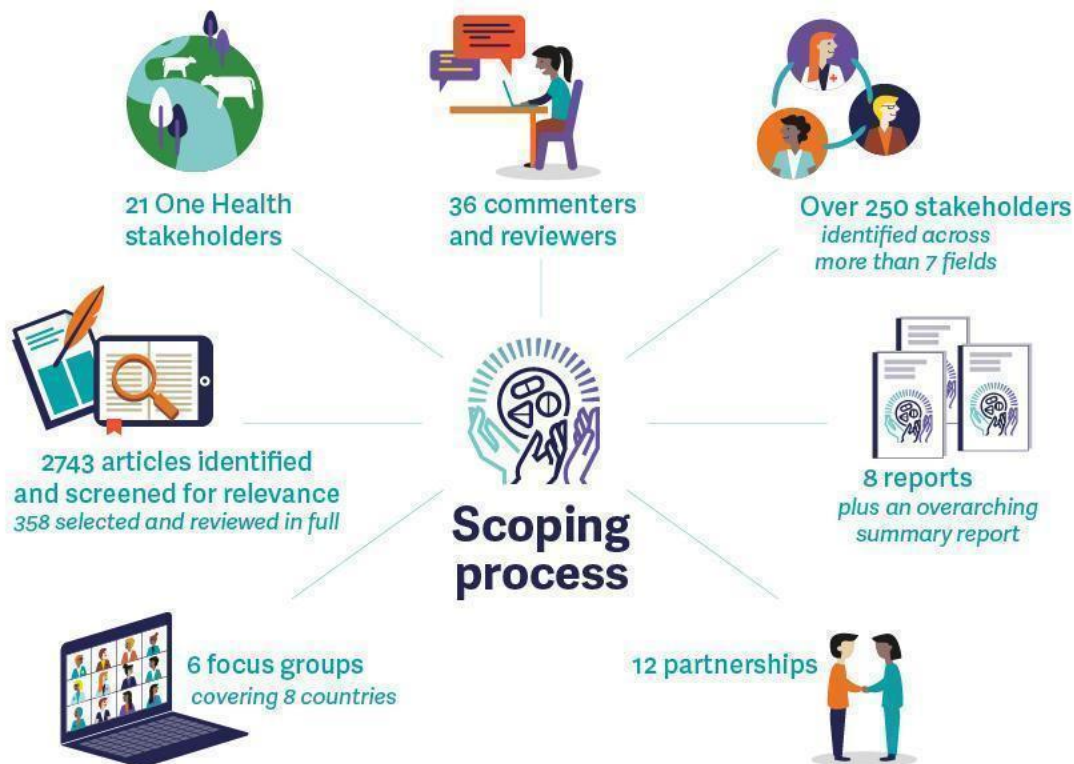 21 One Health
stakeholders
36 commenters
and reviewers
Over 250 stakeholders
identified across
more than 7 fields
2743 articles identified
and screened for relevance
358 selected and reviewed in full
Scoping
process
8 reports
plus an overarching
summary report
6 focus groups
covering 8 countries
12 partnerships